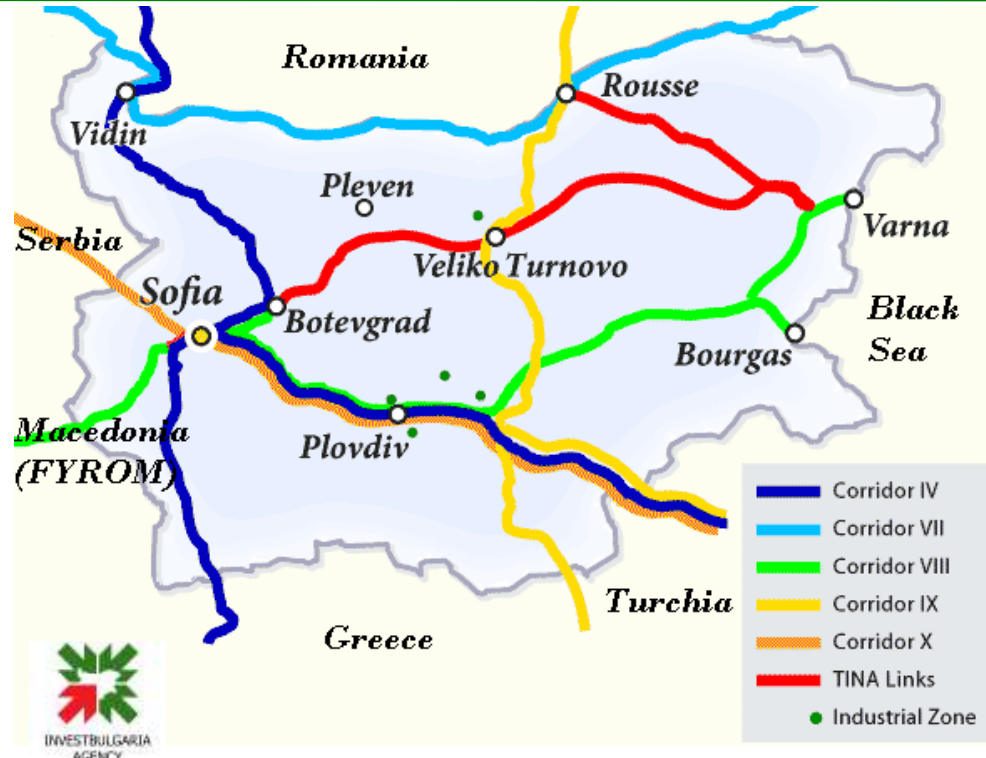 Romania
Rousse
Vidin
Pleven
Varna
Serbia
Veliko Turnovo
Sofia
Black
Sea
Botevgrad
Bourgas
Macedonia
(FYROM)
Plovdiv
Corridor IV
Corridor VII
Corridor VIII
Turchia
Corridor IX
Greece
Corridor X
TINA Links
Industrial Zone
INVESTBULGARIA
AGENCY